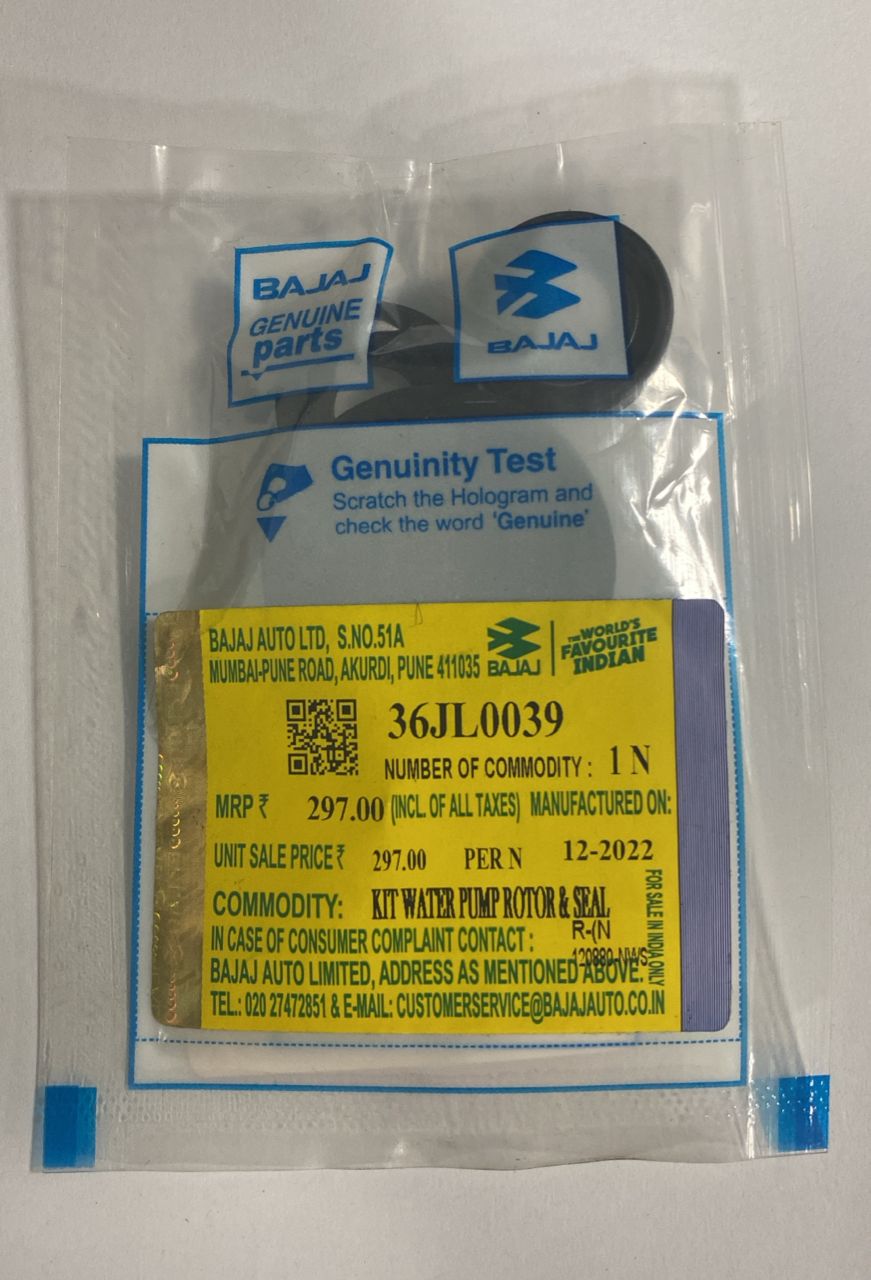 BAJAJ
GENUINE
parts
BAJAJ
Genuinity Test
Scratch the Hologram and
check the word 'Genuine'
BAJAJ AUTO LTD, S.NO.51A
MUMBAI-PUNE ROAD, AKURDI, PUNE 411035
BAJAJ
THE WORLD'S
FAVOURITE
INDIAN
36JL0039
NUMBER OF COMMODITY : 1 N
MRP ₹ 297.00 (INCL. OF ALL TAXES) MANUFACTURED ON:
UNIT SALE PRICE ₹ 297.00 PER N 12-2022
COMMODITY: KIT WATER PUMP ROTOR & SEAL
R-(N
IN CASE OF CONSUMER COMPLAINT CONTACT :
120880-NWS
BAJAJ AUTO LIMITED, ADDRESS AS MENTIONED ABOVE.
TEL.: 020 27472851 & E-MAIL: CUSTOMERSERVICE@BAJAJAUTO.CO.IN
FOR SALE IN INDIA ONLY